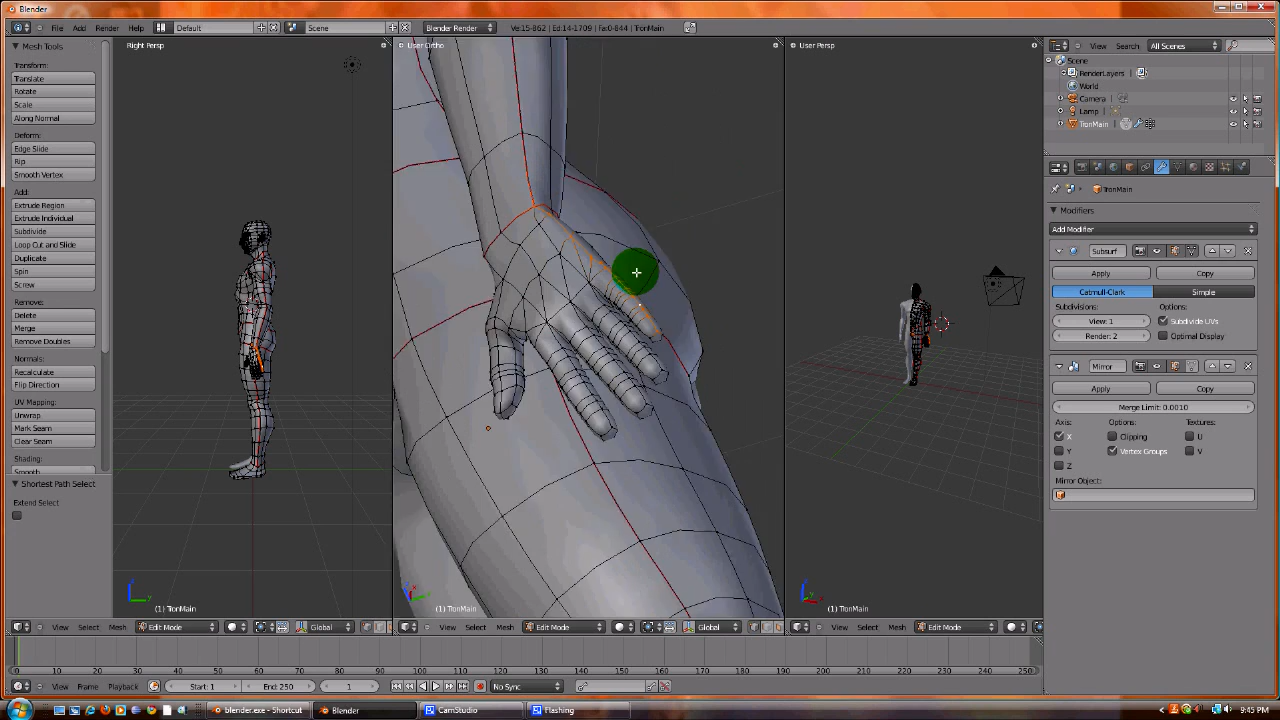 Blender
File Add Render Help Default Scene Blender Render Ve:15-862 | Ed:14-1709 | Fa:0-844 | TronMain
Mesh Tools
Transform:
Translate
Rotate
Scale
Along Normal
Deform:
Edge Slide
Rip
Smooth Vertex
Add:
Extrude Region
Extrude Individual
Subdivide
Loop Cut and Slide
Duplicate
Spin
Screw
Remove:
Delete
Merge
Remove Doubles
Normals:
Recalculate
Flip Direction
UV Mapping:
Unwrap
Mark Seam
Clear Seam
Shading:
Smooth
Shortest Path Select
Extend Select
Right Persp
(1) TronMain
View Select Mesh Edit Mode Global
User Ortho
(1) TronMain
View Select Mesh Edit Mode Global
User Persp
(1) TronMain
View Select Mesh Edit Mode
View Search All Scenes
Scene
RenderLayers |
World
Camera |
Lamp |
TronMain |
TronMain
Modifiers
Add Modifier
Subsurf
Apply Copy
Catmull-Clark Simple
Subdivisions: Options:
View: 1 Subdivide UVs
Render: 2 Optimal Display
Mirror
Apply Copy
Merge Limit: 0.0010
Axis: Options: Textures:
X Clipping U
Y Vertex Groups V
Z
Mirror Object:
0 10 20 30 40 50 60 70 80 90 100 110 120 130 140 150 160 170 180 190 200 210 220 230 240 250
View Frame Playback Start: 1 End: 250 1 No Sync
blender.exe - Shortcut Blender CamStudio Flashing 9:45 PM